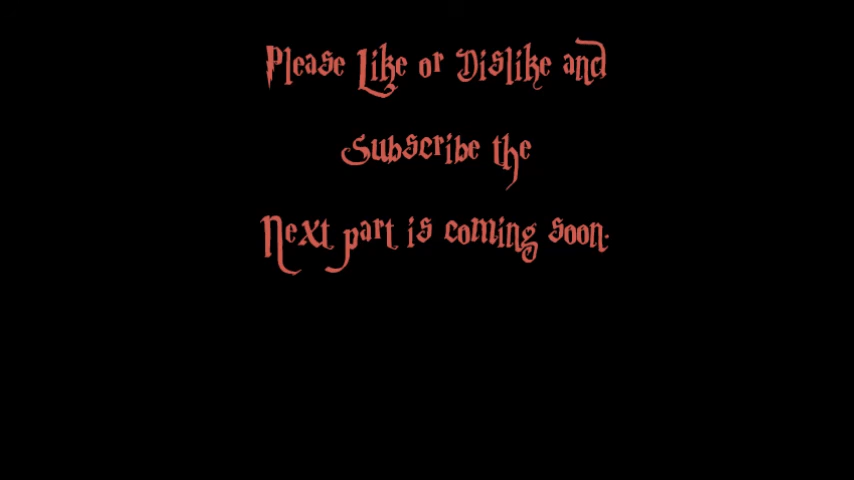 Please Like or Dislike and
Subscribe the
Next part is coming soon.